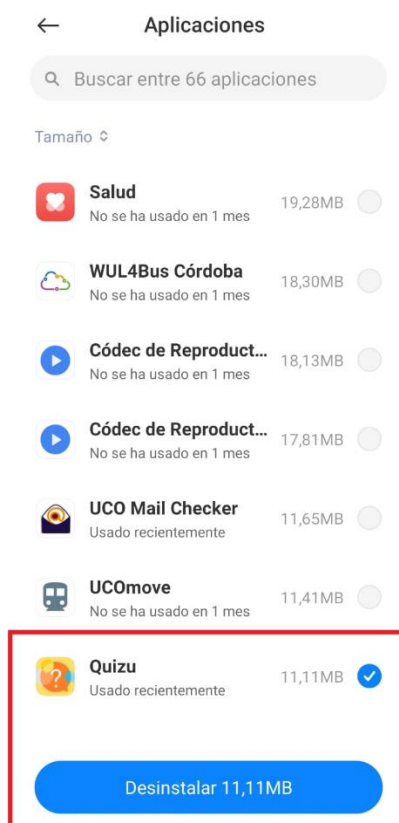 Aplicaciones
Buscar entre 66 aplicaciones
Tamaño
Salud
No se ha usado en 1 mes
19,28MB
WUL4Bus Córdoba
No se ha usado en 1 mes
18,30MB
Códec de Reproduct...
No se ha usado en 1 mes
18,13MB
Códec de Reproduct...
No se ha usado en 1 mes
17,81MB
UCO Mail Checker
Usado recientemente
11,65MB
UCOmove
No se ha usado en 1 mes
11,41MB
Quizu
Usado recientemente
11,11MB
Desinstalar 11,11MB